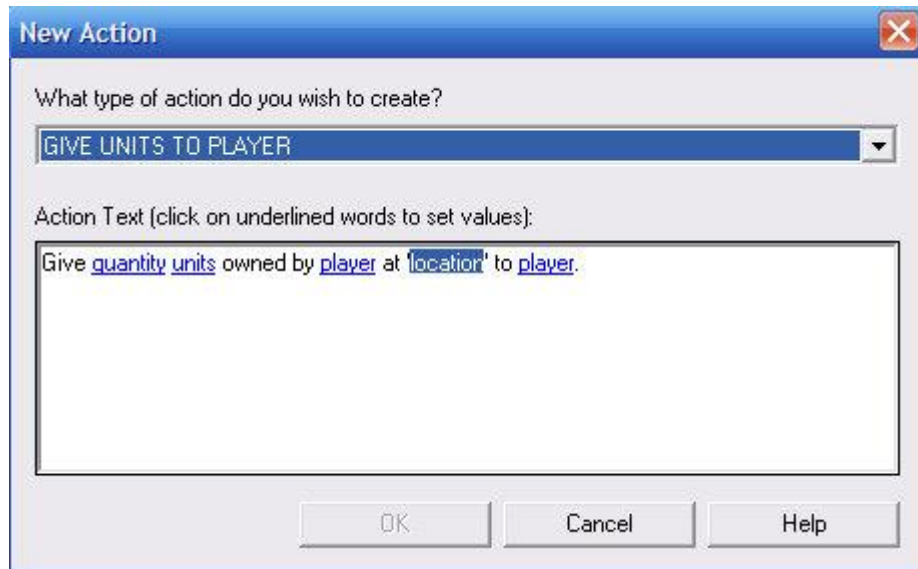 New Action
What type of action do you wish to create?
GIVE UNITS TO PLAYER
Action Text (click on underlined words to set values):
Give quantity units owned by player at 'location' to player.
OK Cancel Help